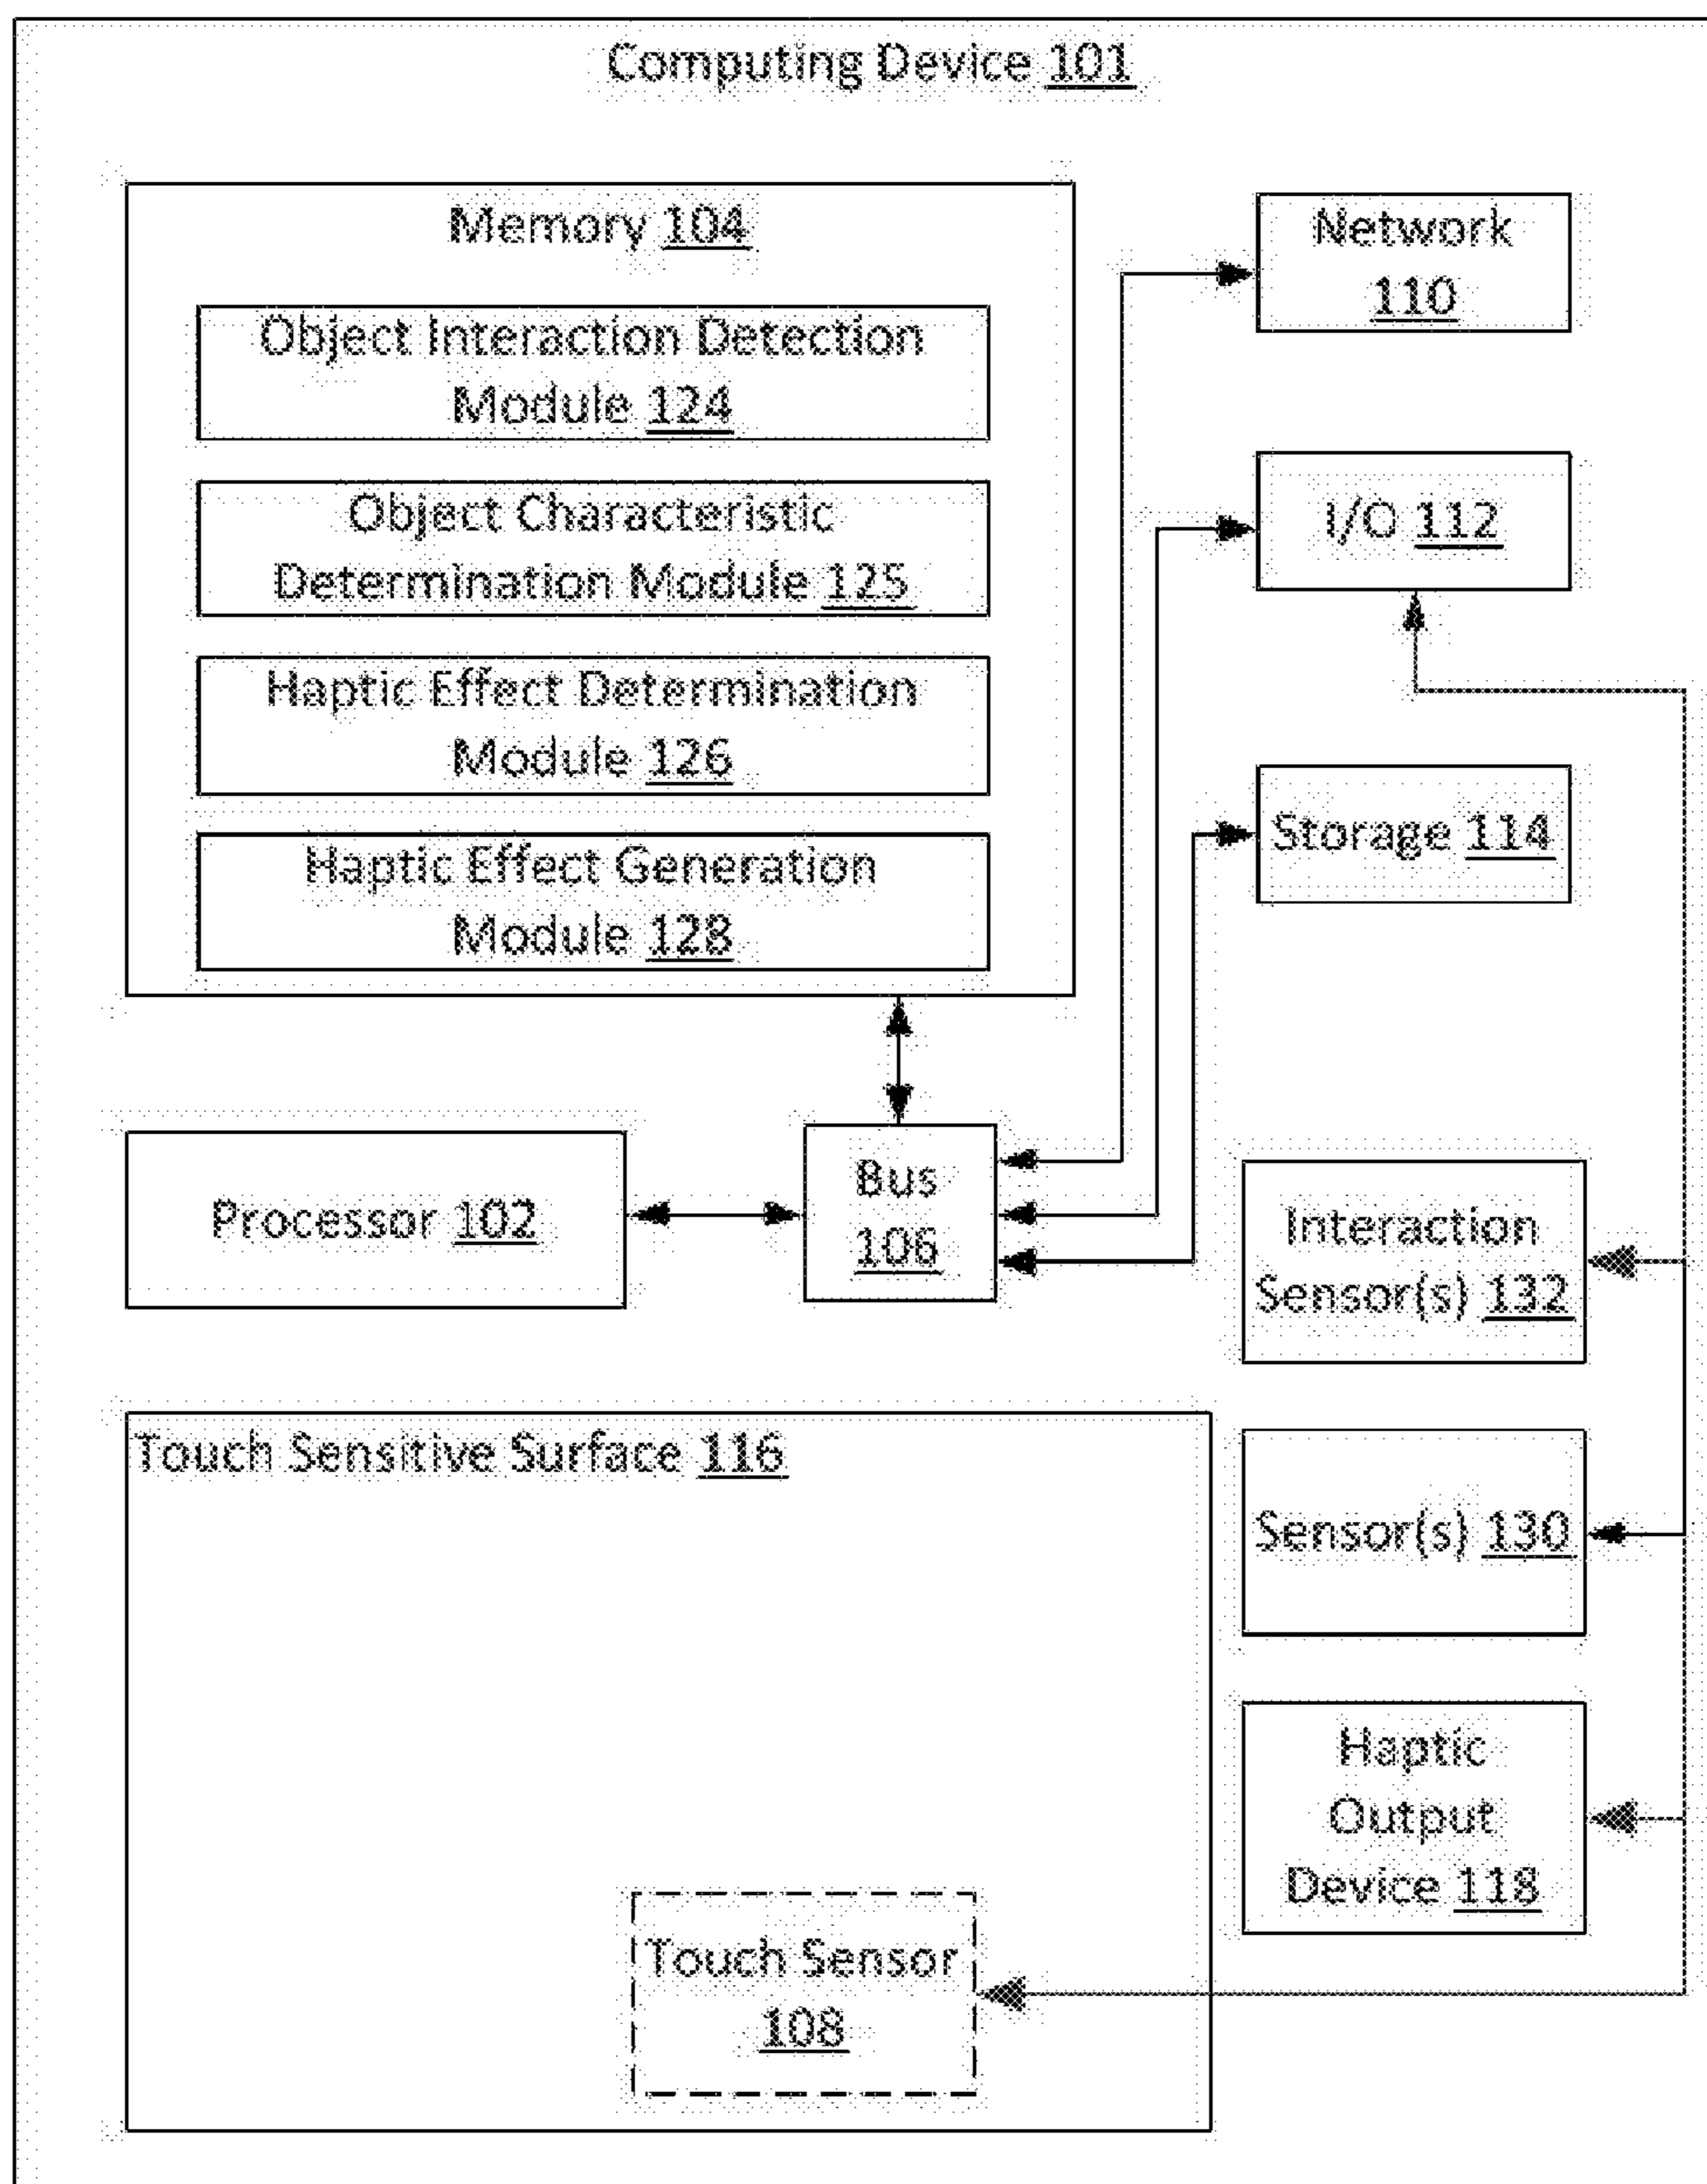 Computing Device 101
Memory 104
Object Interaction Detection
Module 124
Object Characteristic
Determination Module 125
Haptic Effect Determination
Module 126
Haptic Effect Generation
Module 128
Network
110
I/O 112
Storage 114
Processor 102
Bus
106
Interaction
Sensor(s) 132
Touch Sensitive Surface 116
Sensor(s) 130
Haptic
Output
Device 118
Touch Sensor
108